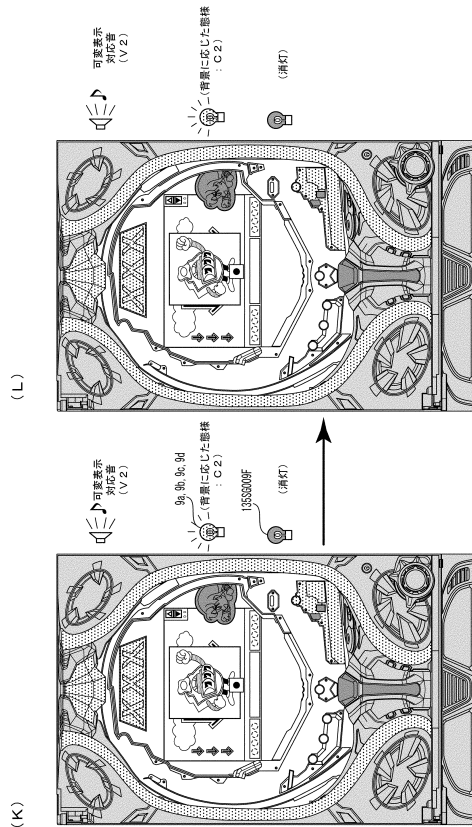 (K)
♪可変表示
対応音
(V2)
9a, 9b, 9c, 9d
(背景に応じた態様
:C2)
135SG009F
(消灯)
(L)
♪ 可変表示
対応音
(V2)
(背景に応じた態様
:C2)
(消灯)